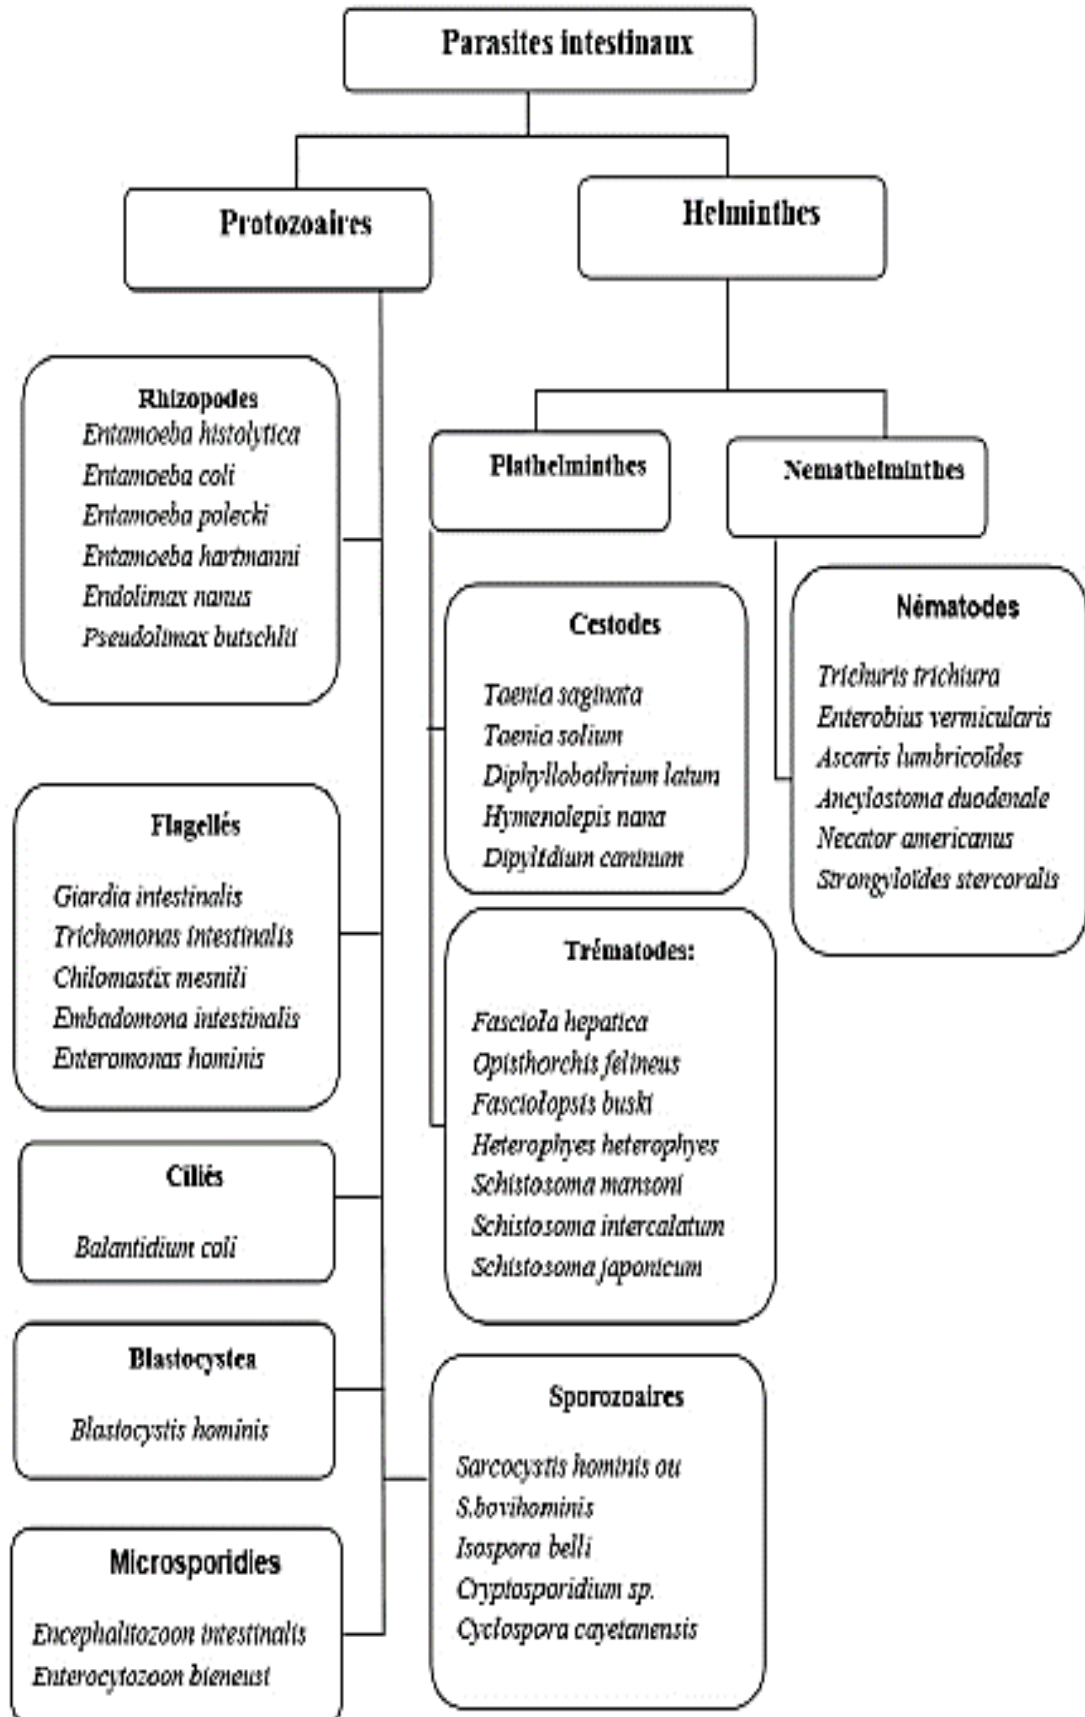 Parasites intestinaux
Protozoaires
Helminthes
Rhizopodes
Entamoeba histolytica
Entamoeba coli
Entamoeba polecki
Entamoeba hartmanni
Endolimax nanus
Pseudolimax butschlii
Flagellés
Giardia intestinalis
Trichomonas intestinalis
Chilomastix mesnili
Embadomona intestinalis
Enteromonas hominis
Ciliés
Balantidium coli
Blastocystea
Blastocystis hominis
Microsporidies
Encephalitozoon intestinalis
Enterocytozoon bieneusi
Sporozoaires
Sarcocystis hominis ou
S.bovihominis
Isospora belli
Cryptosporidium sp.
Cyclospora cayetanensis
Plathelminthes
Cestodes
Taenia saginata
Taenia solium
Diphyllobothrium latum
Hymenolepis nana
Dipylidium caninum
Trématodes:
Fasciola hepatica
Opisthorchis felineus
Fasciolopsis buski
Heterophyes heterophyes
Schistosoma mansoni
Schistosoma intercalatum
Schistosoma japonicum
Nemathelminthes
Nématodes
Trichuris trichiura
Enterobius vermicularis
Ascaris lumbricoïdes
Ancylostoma duodenale
Necator americanus
Strongyloïdes stercoralis